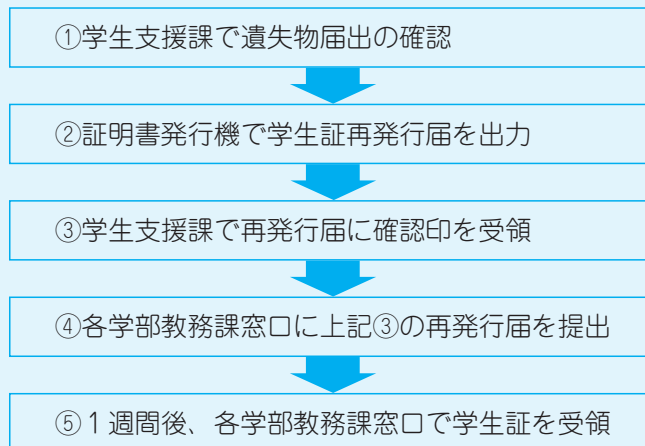 ①学生支援課で遺失物届出の確認
②証明書発行機で学生証再発行届を出力
③学生支援課で再発行届に確認印を受領
④各学部教務課窓口に上記③の再発行届を提出
⑤1週間後、各学部教務課窓口で学生証を受領